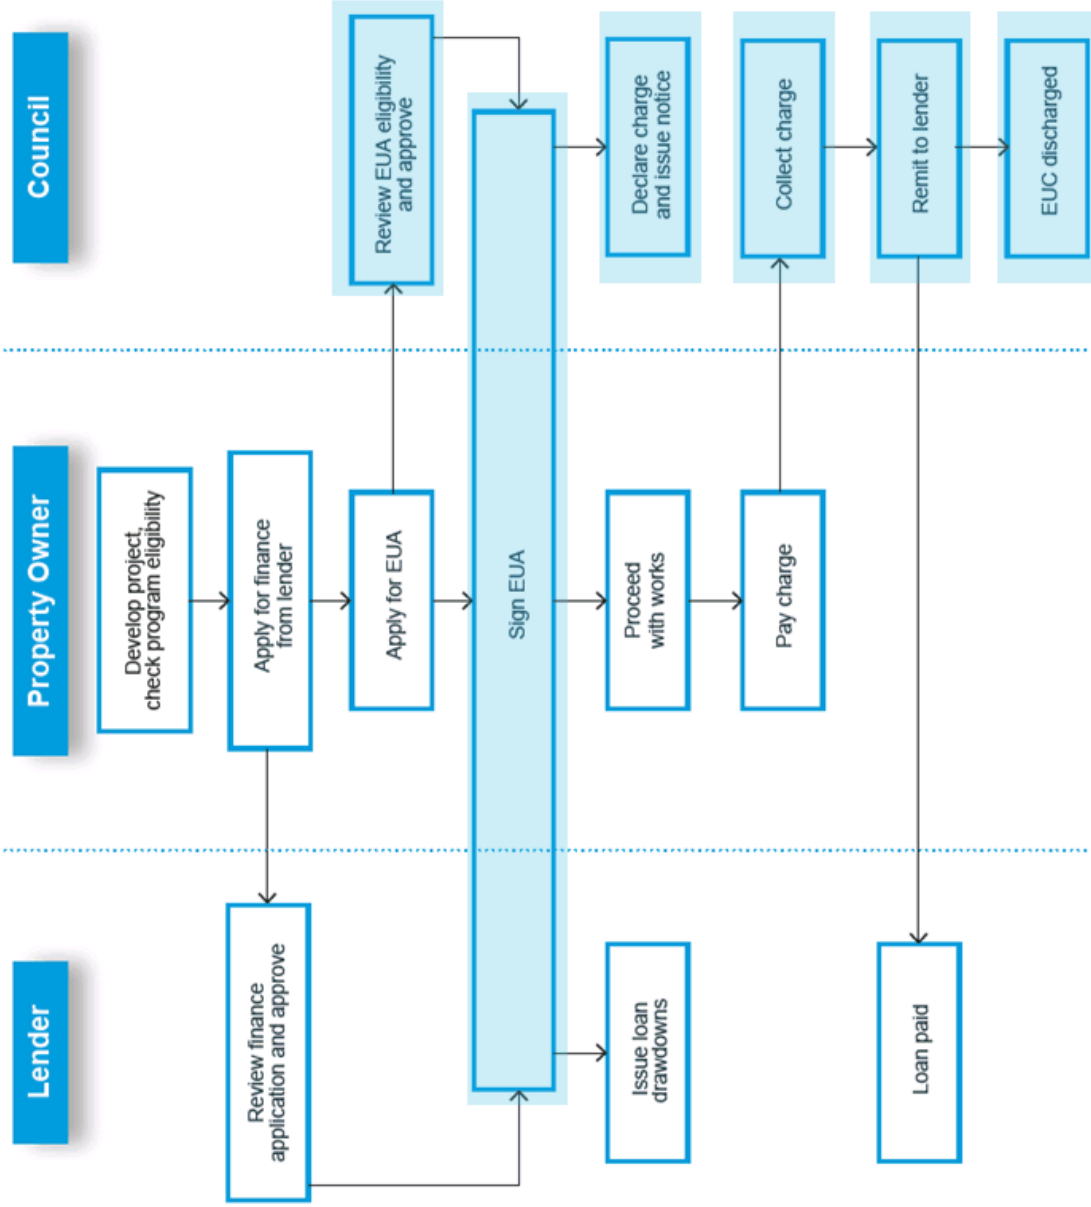 Lender
Property Owner
Council
Develop project,
check program eligibility
Review finance
application and approve
Apply for finance
from lender
Apply for EUA
Review EUA eligibility
and approve
Sign EUA
Issue loan
drawdowns
Proceed
with works
Declare charge
and issue notice
Pay charge
Collect charge
Loan paid
Remit to lender
EUC discharged